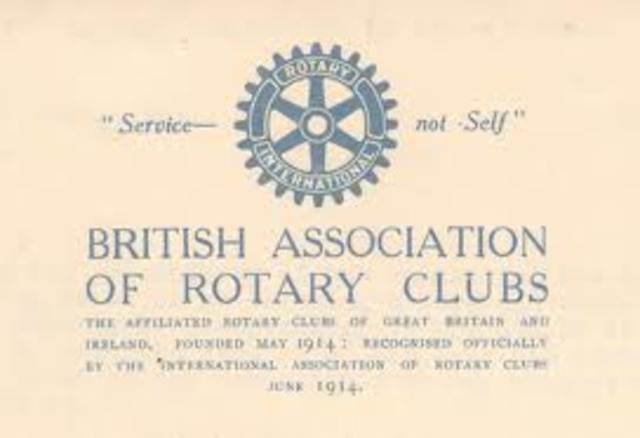 ROTARY
"Service— not Self"
INTERNATIONAL
BRITISH ASSOCIATION
OF ROTARY CLUBS
THE AFFILIATED ROTARY CLUBS OF GREAT BRITAIN AND
IRELAND, FOUNDED MAY 1914: RECOGNISED OFFICIALLY
BY THE INTERNATIONAL ASSOCIATION OF ROTARY CLUBS
JUNE 1914.